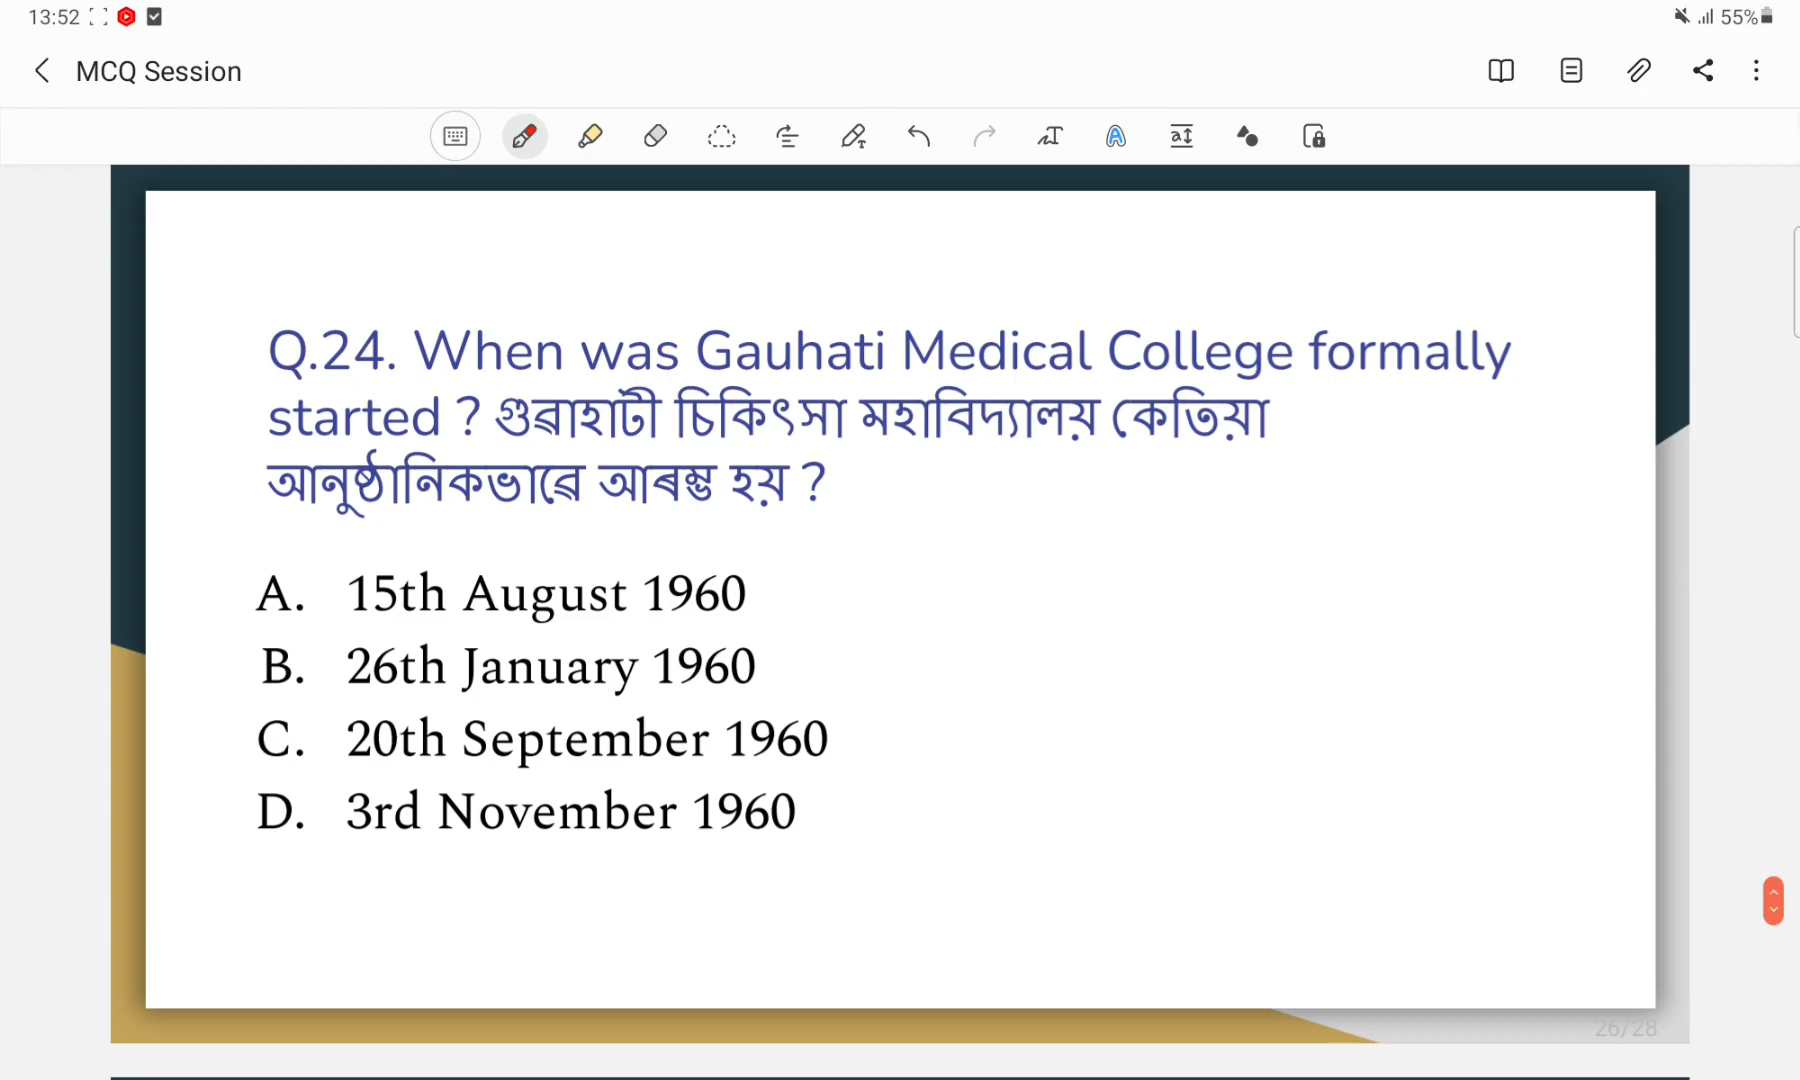 13:52
55%
MCQ Session
Q.24. When was Gauhati Medical College formally
started ? গুৱাহাটী চিকিৎসা মহাবিদ্যালয় কেতিয়া
আনুষ্ঠানিকভাৱে আৰম্ভ হয় ?
A. 15th August 1960
B. 26th January 1960
C. 20th September 1960
D. 3rd November 1960
26/28